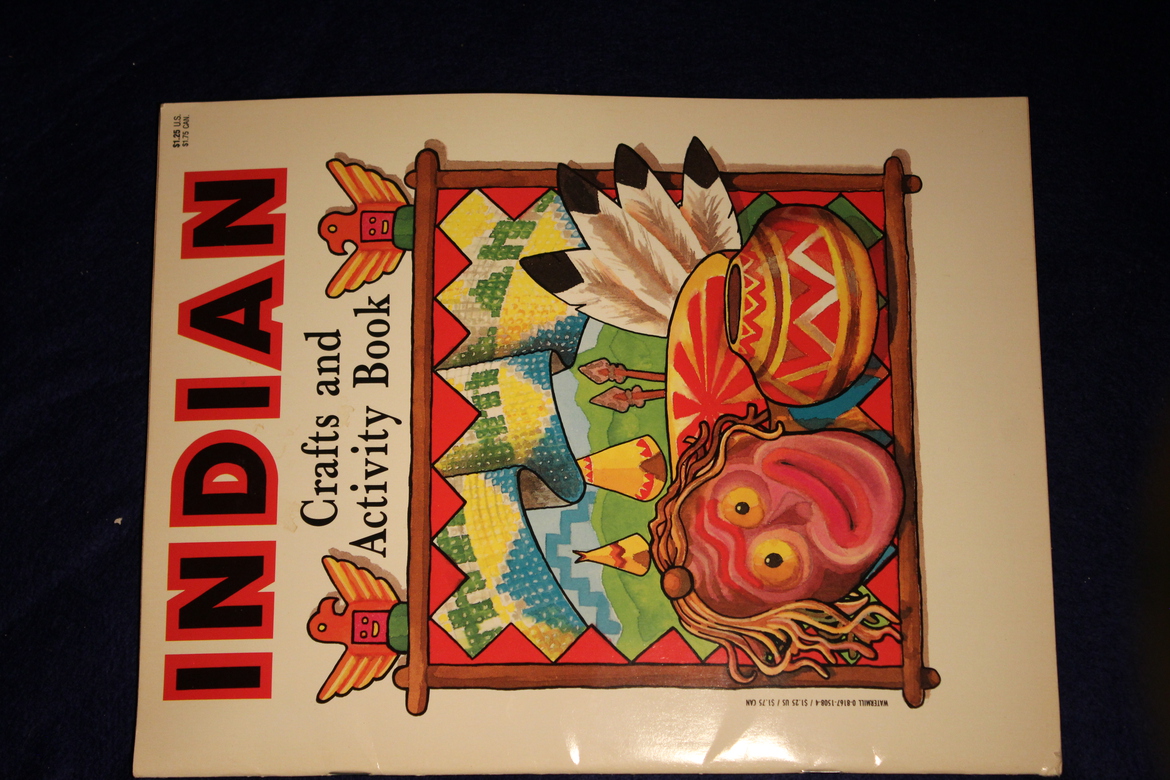 $1.25 U.S.
$1.75 CAN.
INDIAN
Crafts and
Activity Book
WATERMILL 0-8167-1508-4 / $1.25 US / $1.75 CAN